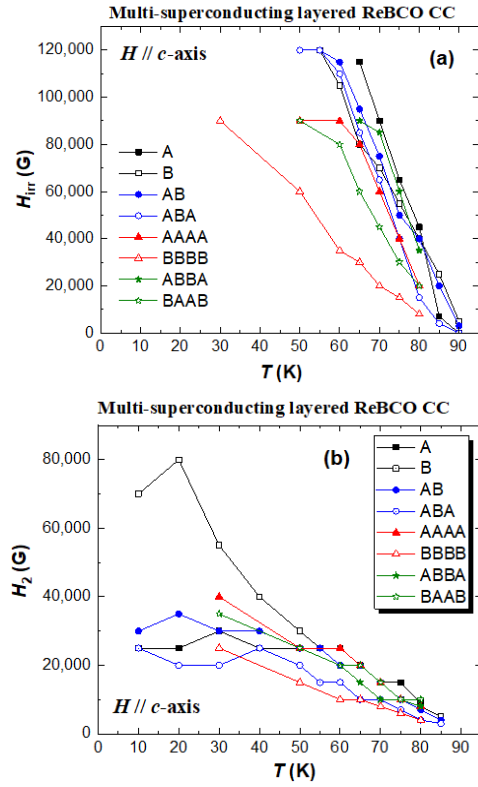 Multi-superconducting layered ReBCO CC
H // c-axis
(a)
120,000
100,000
80,000
60,000
40,000
20,000
0
H_irr (G)
A
B
AB
ABA
AAAA
BBBB
ABBA
BAAB
0 10 20 30 40 50 60 70 80 90
T (K)
Multi-superconducting layered ReBCO CC
(b)
80,000
60,000
40,000
20,000
0
H_2 (G)
A
B
AB
ABA
AAAA
BBBB
ABBA
BAAB
H // c-axis
0 10 20 30 40 50 60 70 80 90
T (K)